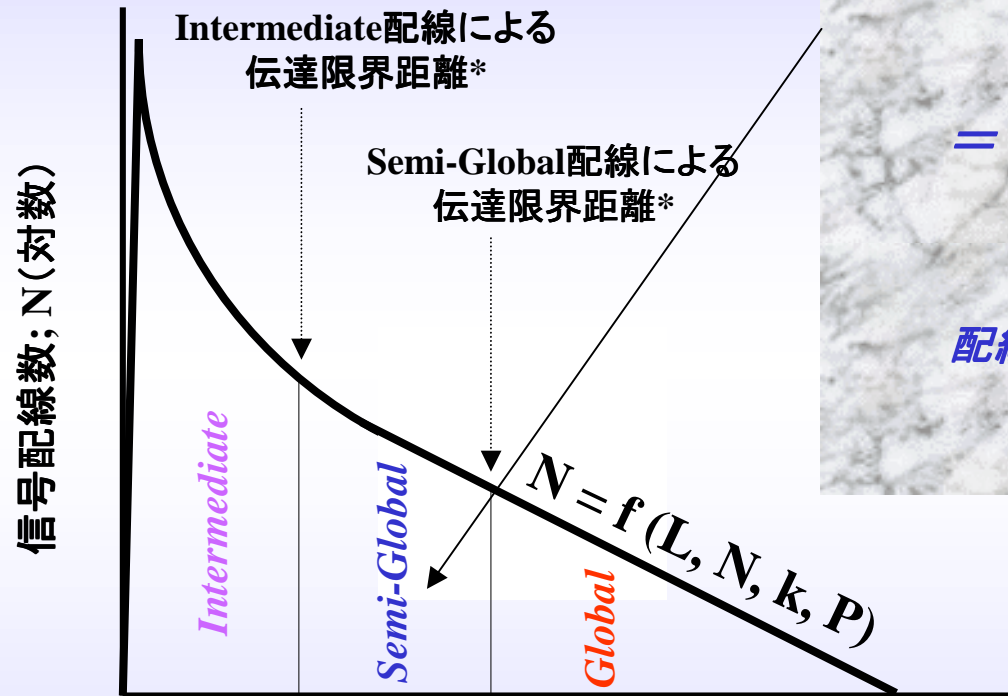 Intermediate配線による
伝達限界距離*
Semi-Global配線による
伝達限界距離*
信号配線数; N(対数)
Intermediate
Semi-Global
Global
N = f (L, N, k, P)
=